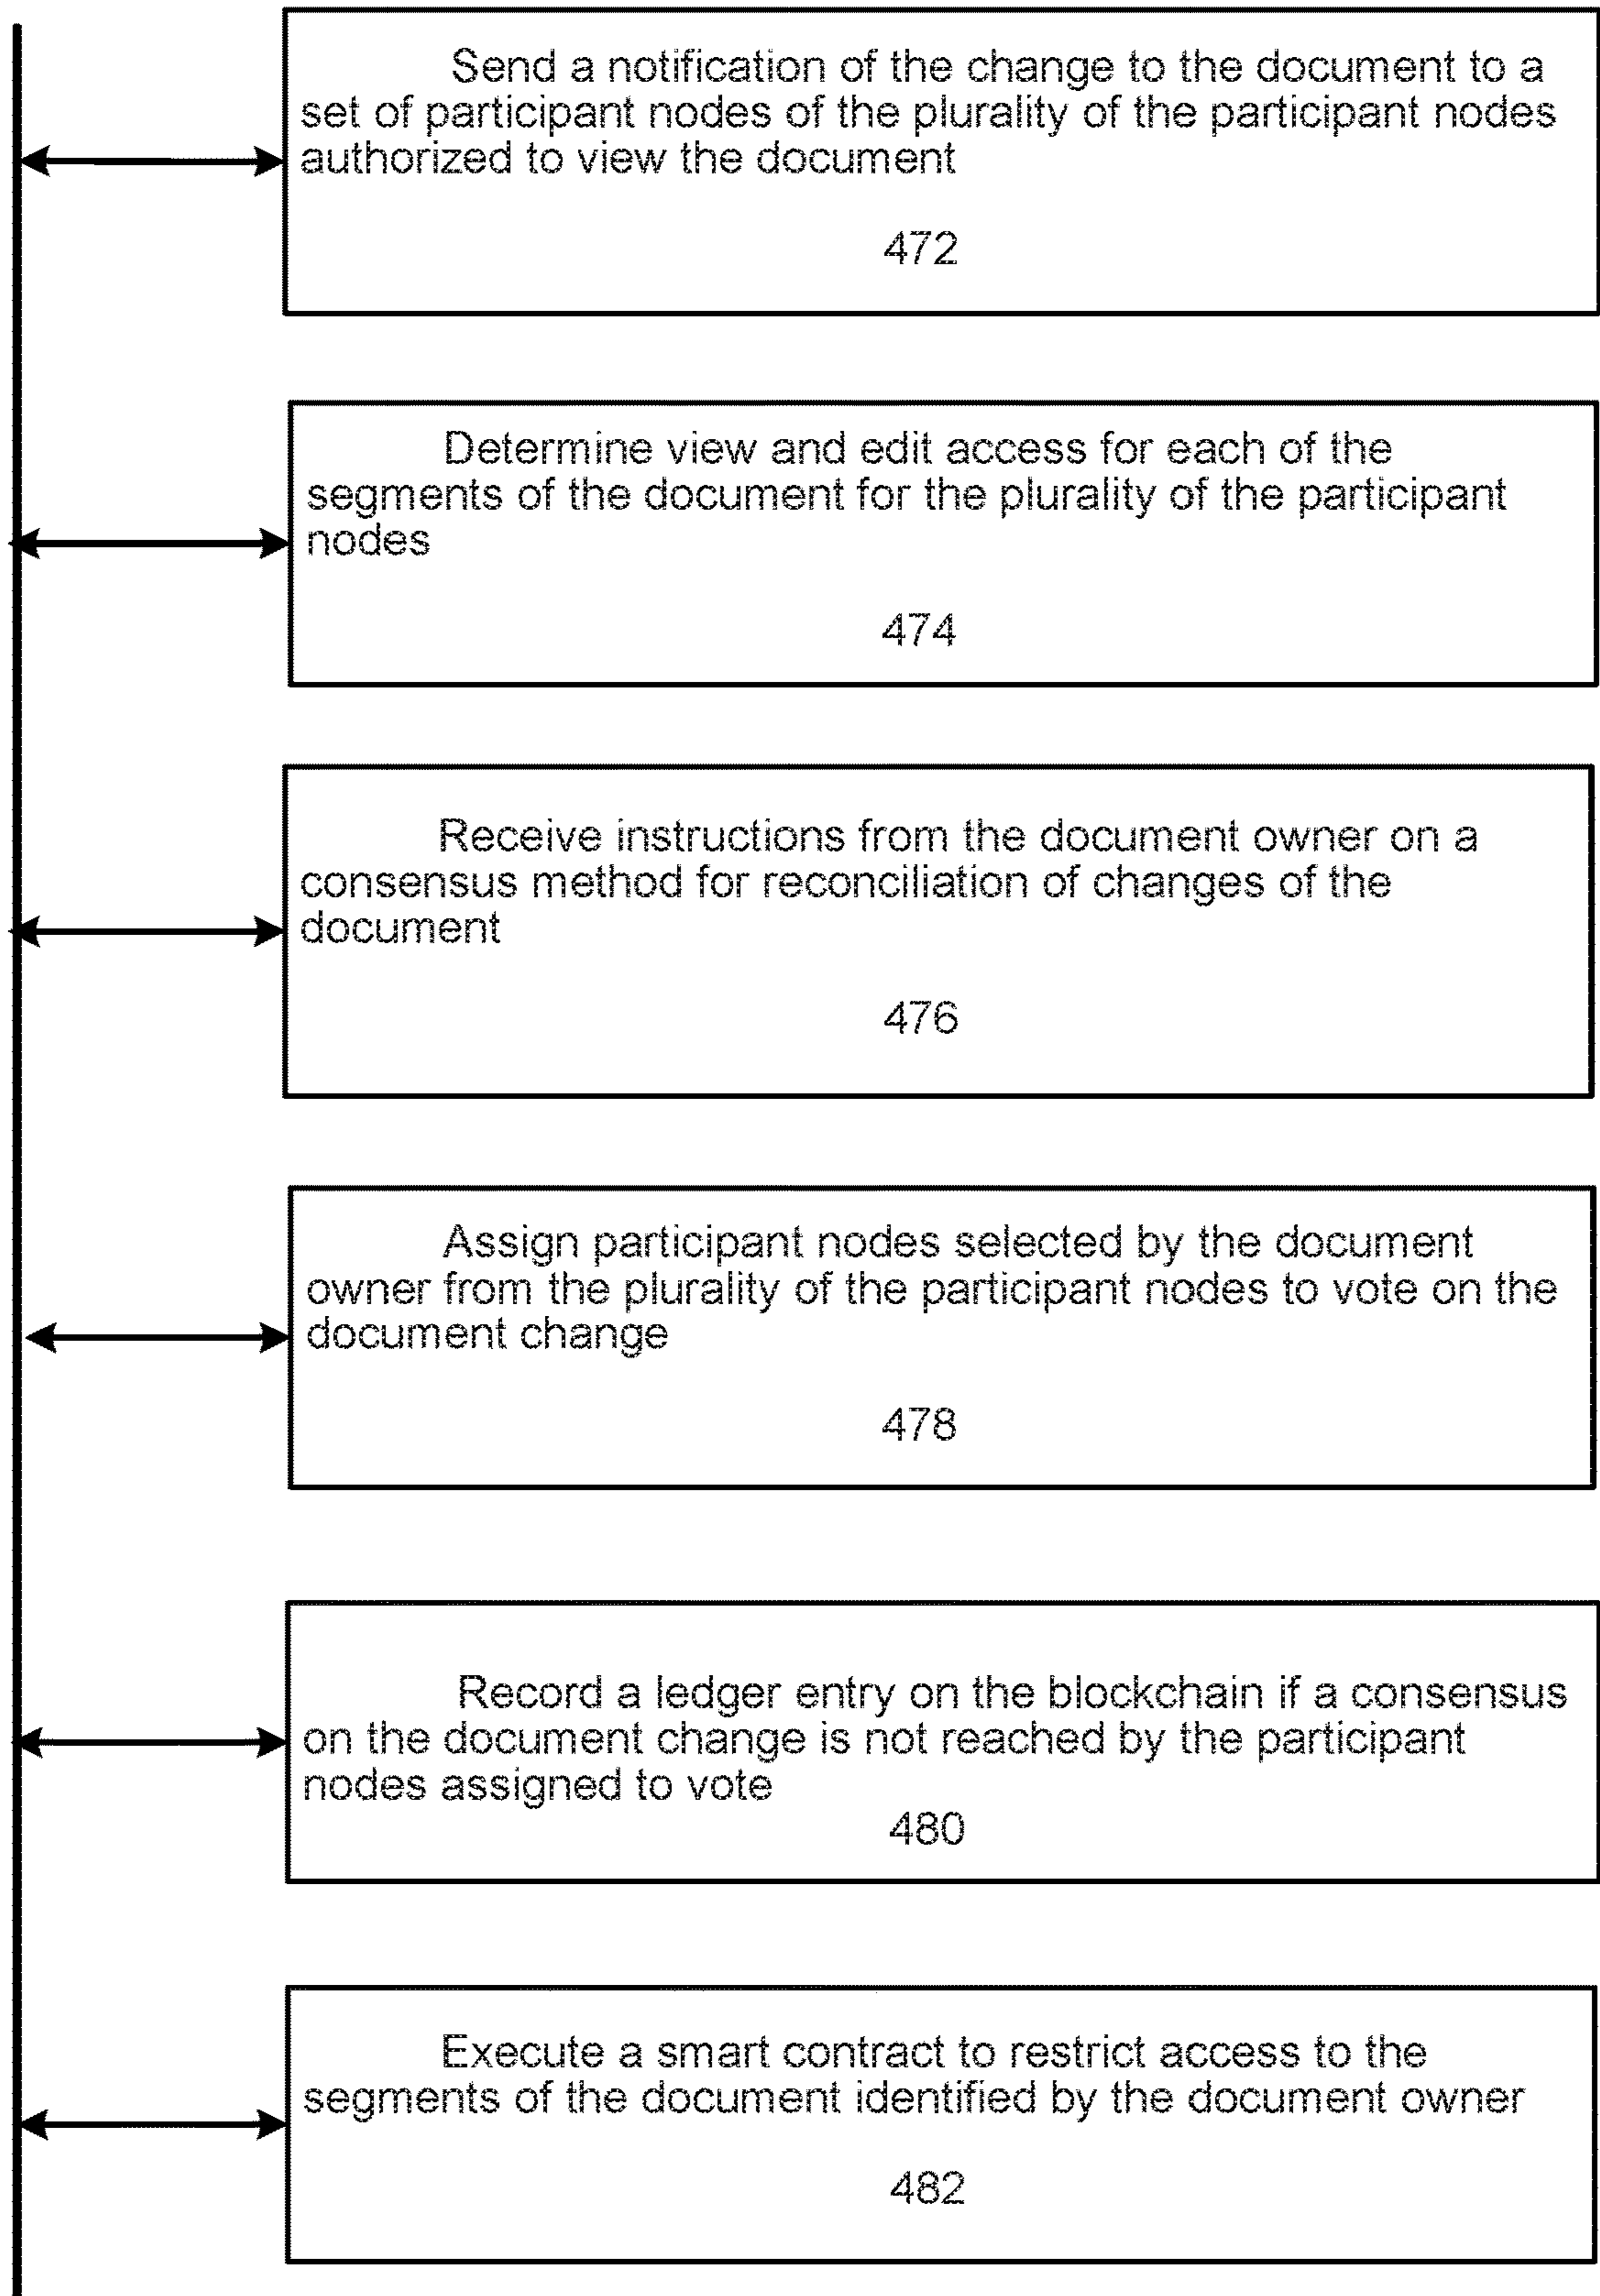 Send a notification of the change to the document to a
set of participant nodes of the plurality of the participant nodes
authorized to view the document
472
Determine view and edit access for each of the
segments of the document for the plurality of the participant
nodes
474
Receive instructions from the document owner on a
consensus method for reconciliation of changes of the
document
476
Assign participant nodes selected by the document
owner from the plurality of the participant nodes to vote on the
document change
478
Record a ledger entry on the blockchain if a consensus
on the document change is not reached by the participant
nodes assigned to vote
480
Execute a smart contract to restrict access to the
segments of the document identified by the document owner
482